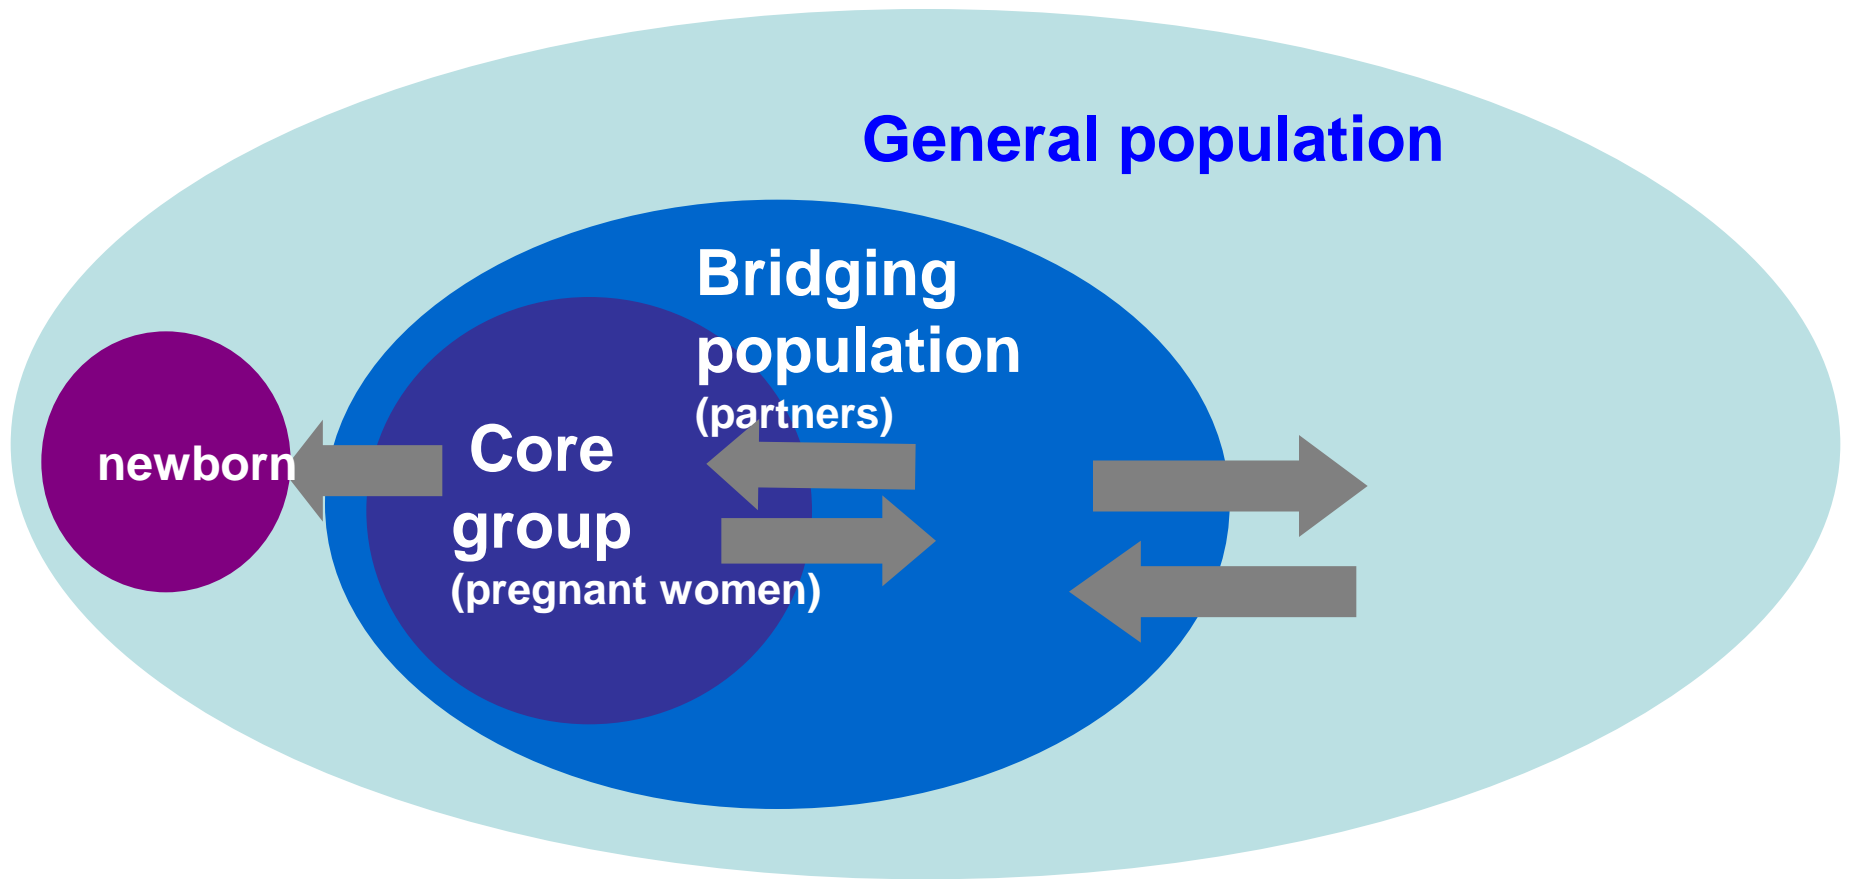 General population
Bridging
population
(partners)
newborn
Core
group
(pregnant women)